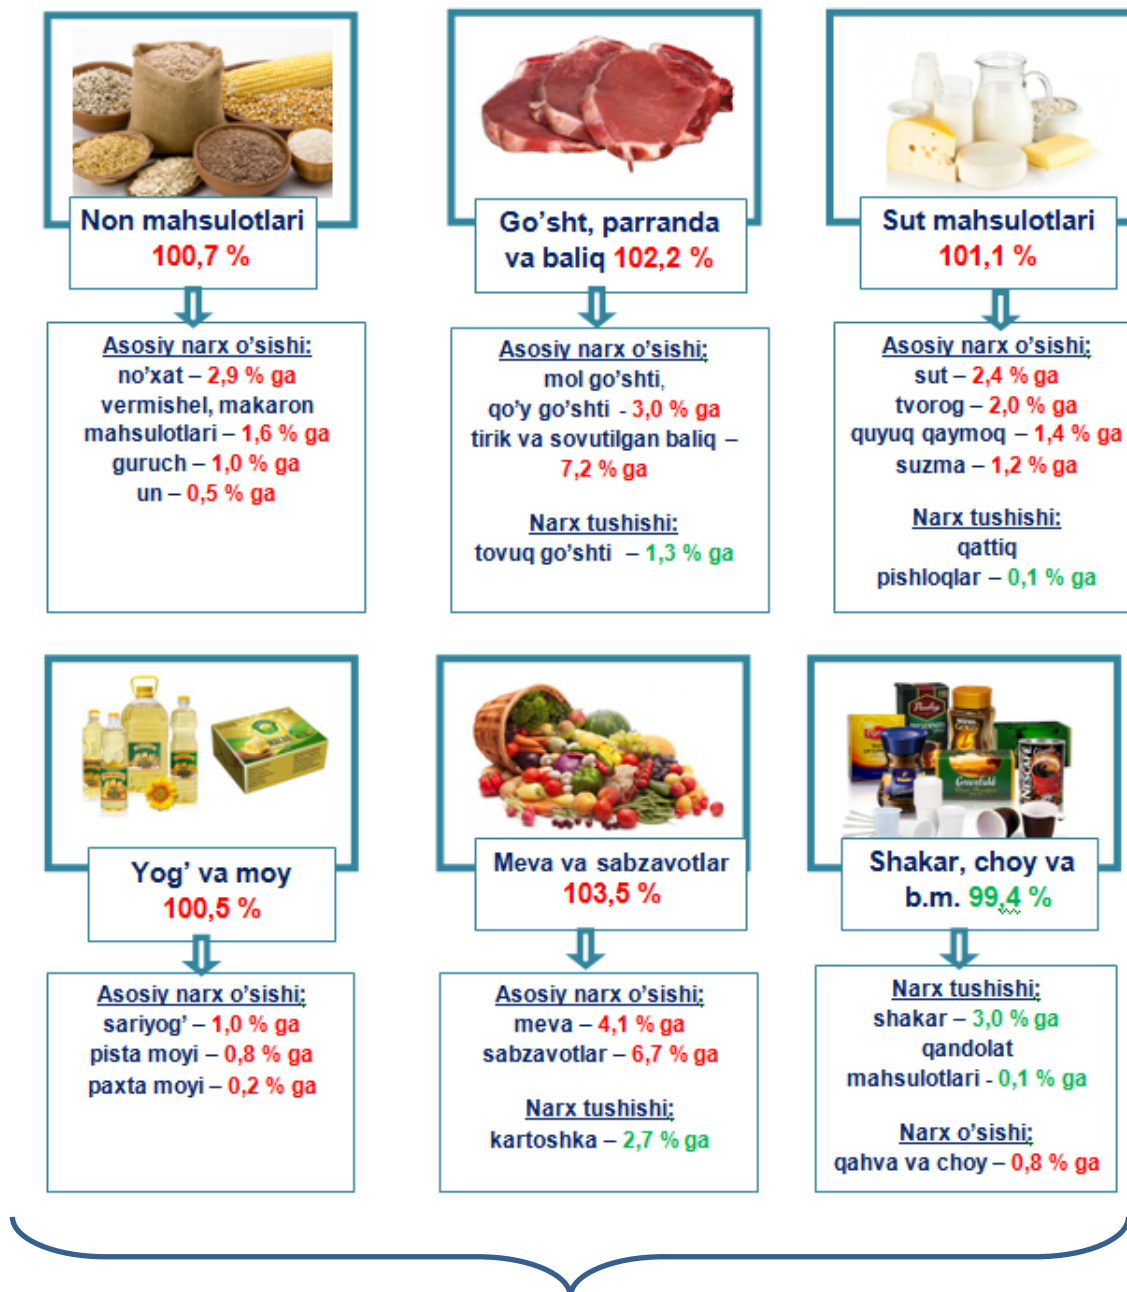 Non mahsulotlari
100,7 %
Asosiy narx o'sishi:
no'xat – 2,9 % ga
vermishel, makaron
mahsulotlari – 1,6 % ga
guruch – 1,0 % ga
un – 0,5 % ga
Go'sht, parranda
va baliq 102,2 %
Asosiy narx o'sishi:
mol go'shti,
qo'y go'shti - 3,0 % ga
tirik va sovutilgan baliq –
7,2 % ga
Narx tushishi:
tovuq go'shti – 1,3 % ga
Sut mahsulotlari
101,1 %
Asosiy narx o'sishi:
sut – 2,4 % ga
tvorog – 2,0 % ga
quyuq qaymoq – 1,4 % ga
suzma – 1,2 % ga
Narx tushishi:
qattiq
pishloqlar – 0,1 % ga
Yog' va moy
100,5 %
Asosiy narx o'sishi:
sariyog' – 1,0 % ga
pista moyi – 0,8 % ga
paxta moyi – 0,2 % ga
Meva va sabzavotlar
103,5 %
Asosiy narx o'sishi:
meva – 4,1 % ga
sabzavotlar – 6,7 % ga
Narx tushishi:
kartoshka – 2,7 % ga
Greenfield
NESCAFE
Shakar, choy va
b.m. 99,4 %
Narx tushishi:
shakar – 3,0 % ga
qandolat
mahsulotlari - 0,1 % ga
Narx o'sishi:
qahva va choy – 0,8 % ga